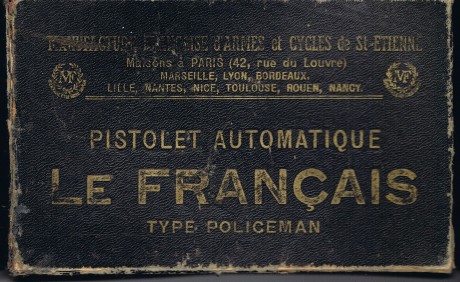 MANUFACTURE FRANÇAISE d'ARMES et CYCLES de St-ETIENNE
Maisons à PARIS (42, rue du Louvre)
MARSEILLE, LYON, BORDEAUX.
LILLE, NANTES, NICE, TOULOUSE, ROUEN, NANCY.
MF MF
PISTOLET AUTOMATIQUE
LE FRANÇAIS
TYPE POLICEMAN